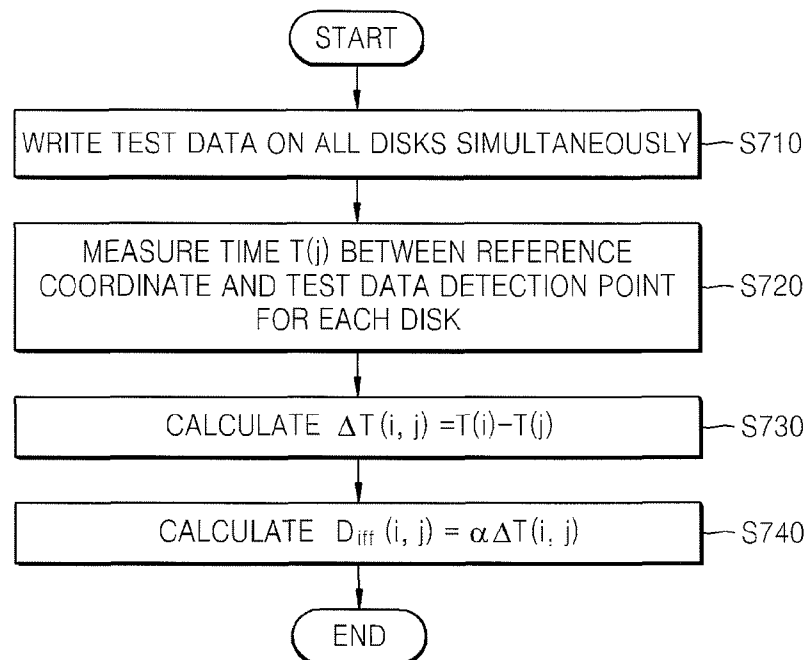 START
WRITE TEST DATA ON ALL DISKS SIMULTANEOUSLY
S710
MEASURE TIME T(j) BETWEEN REFERENCE
COORDINATE AND TEST DATA DETECTION POINT
FOR EACH DISK
S720
CALCULATE ΔT(i, j) =T(i)-T(j)
S730
CALCULATE Diff (i, j) = αΔT(i, j)
S740
END